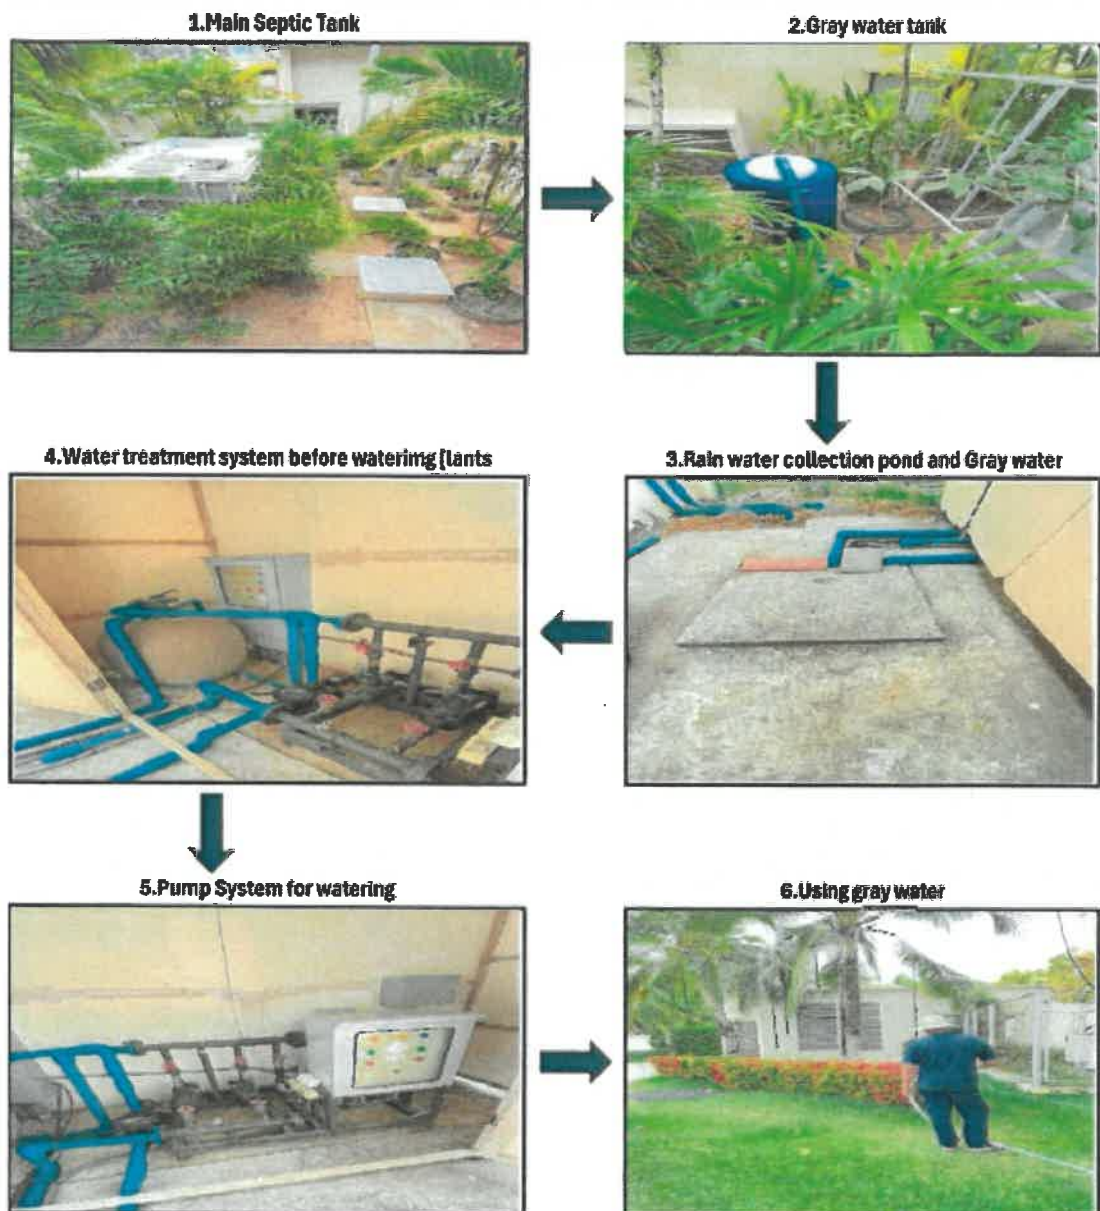 1.Main Septic Tank
2.Gray water tank
3.Rain water collection pond and Gray water
4.Water treatment system before waterimg [lants
5.Pump System for watering
6.Using gray water